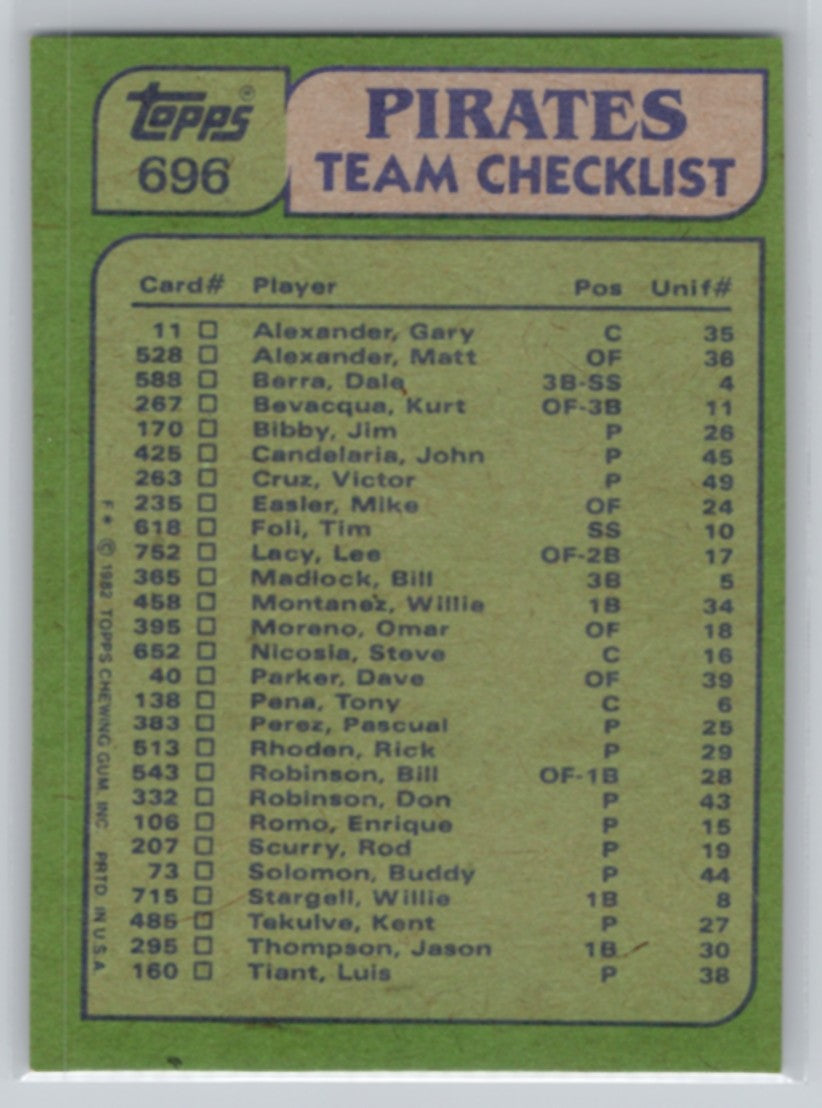 Topps®
696
PIRATES
TEAM CHECKLIST
Card# Player Pos Unif#
11 Alexander, Gary C 35
528 Alexander, Matt OF 36
588 Berra, Dale 3B-SS 4
267 Bevacqua, Kurt OF-3B 11
170 Bibby, Jim P 26
425 Candelaria, John P 45
263 Cruz, Victor P 49
235 Easler, Mike OF 24
618 Foli, Tim SS 10
752 Lacy, Lee OF-2B 17
365 Madlock, Bill 3B 5
458 Montanez, Willie 1B 34
395 Moreno, Omar OF 18
652 Nicosia, Steve C 16
40 Parker, Dave OF 39
138 Pena, Tony C 6
383 Perez, Pascual P 25
513 Rhoden, Rick P 29
543 Robinson, Bill OF-1B 28
332 Robinson, Don P 43
106 Romo, Enrique P 15
207 Scurry, Rod P 19
73 Solomon, Buddy P 44
715 Stargell, Willie 1B 8
485 Tekulve, Kent P 27
295 Thompson, Jason 1B 30
160 Tiant, Luis P 38
F* © 1982 TOPPS CHEWING GUM, INC. PRTD. IN U.S.A.